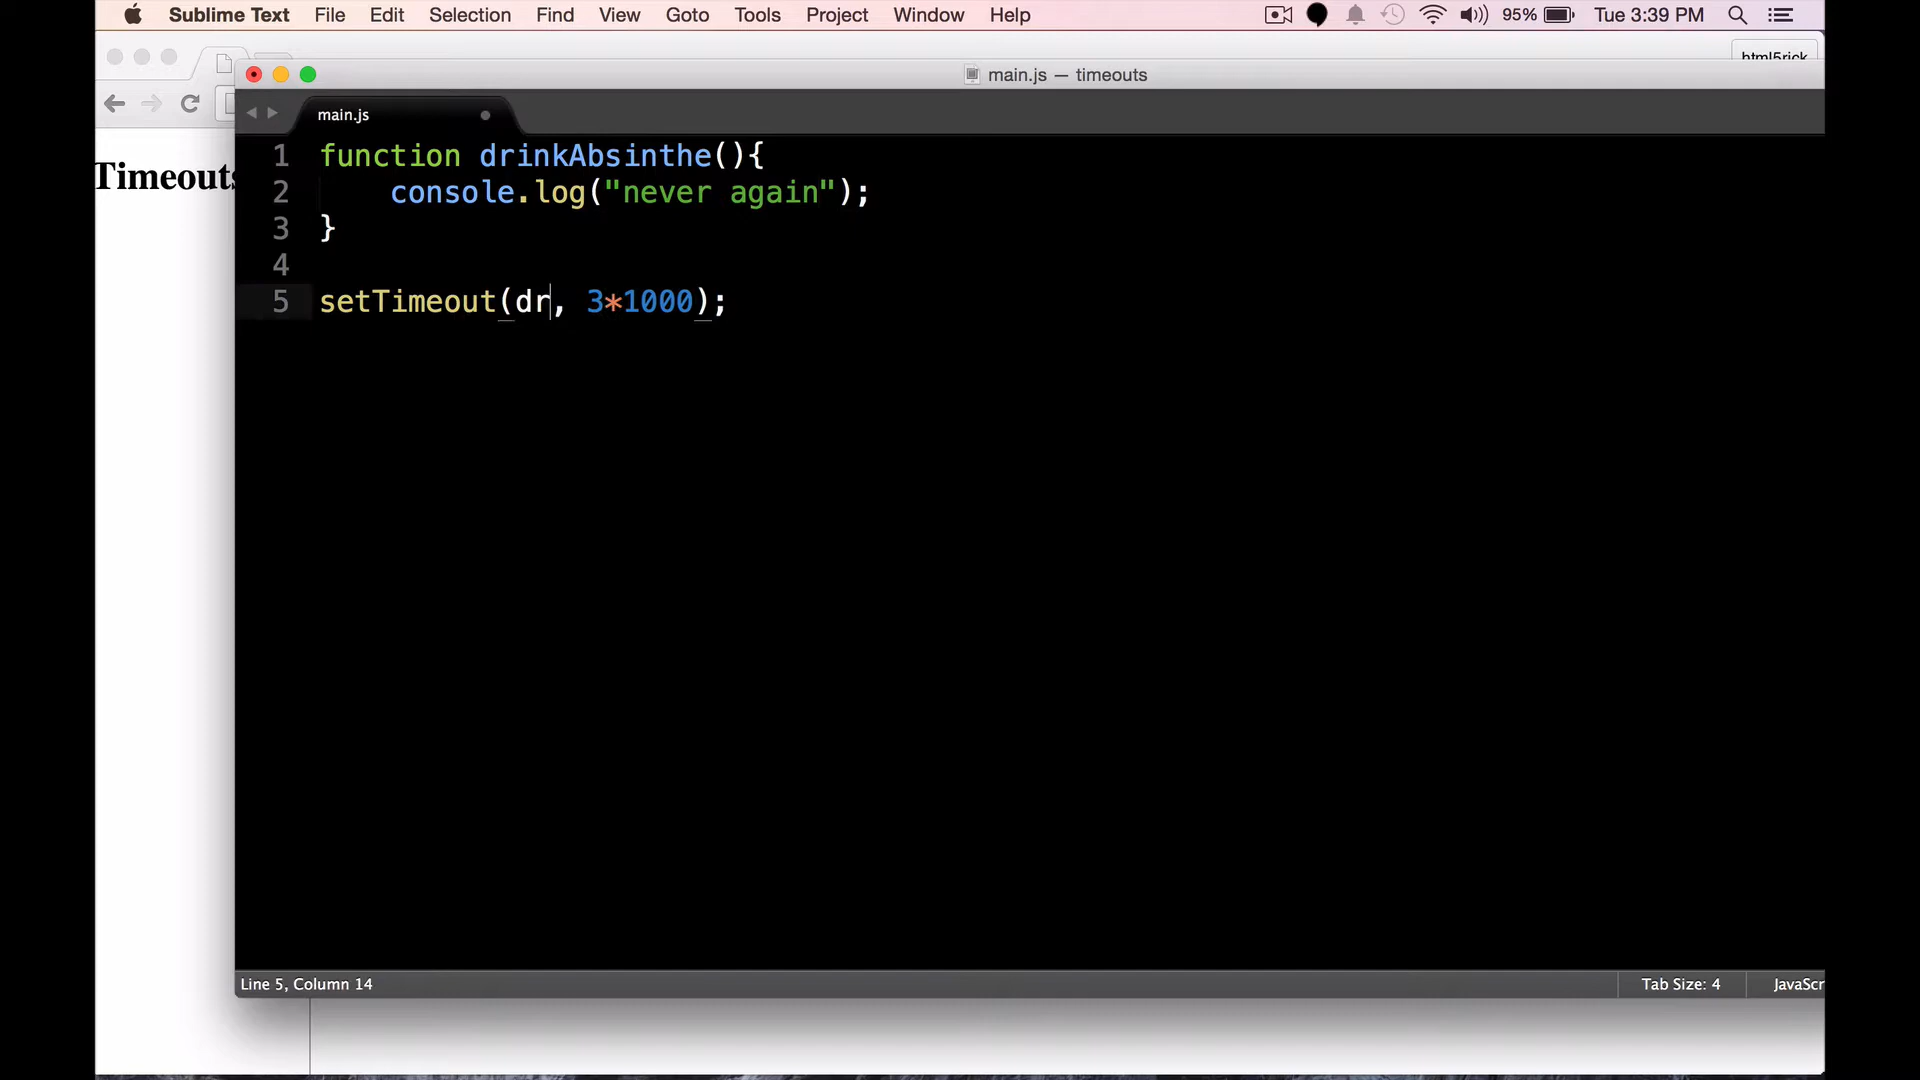 Sublime Text File Edit Selection Find View Goto Tools Project Window Help 95% Tue 3:39 PM
html5rick
main.js — timeouts
main.js
Timeouts
1 function drinkAbsinthe(){
2 console.log("never again");
3 }
4
5 setTimeout(dr, 3*1000);
Line 5, Column 14 Tab Size: 4 JavaScr